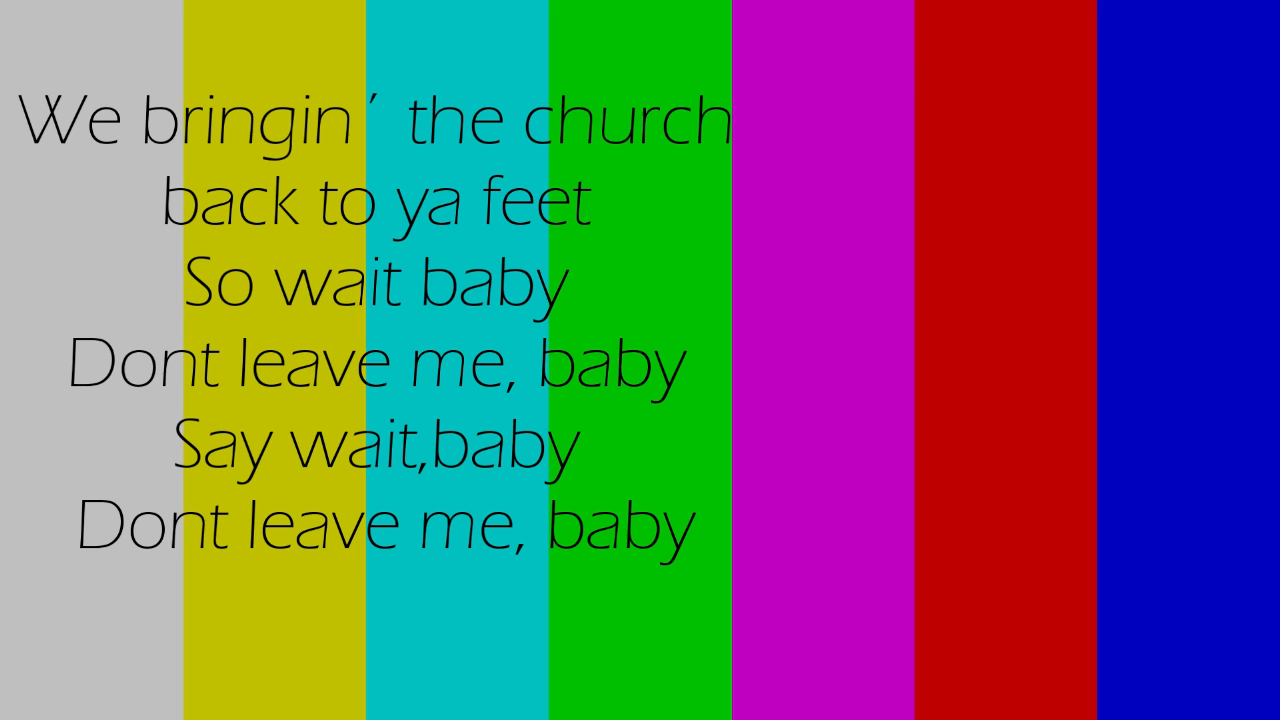 We bringin' the church
back to ya feet
So wait baby
Dont leave me, baby
Say wait,baby
Dont leave me, baby